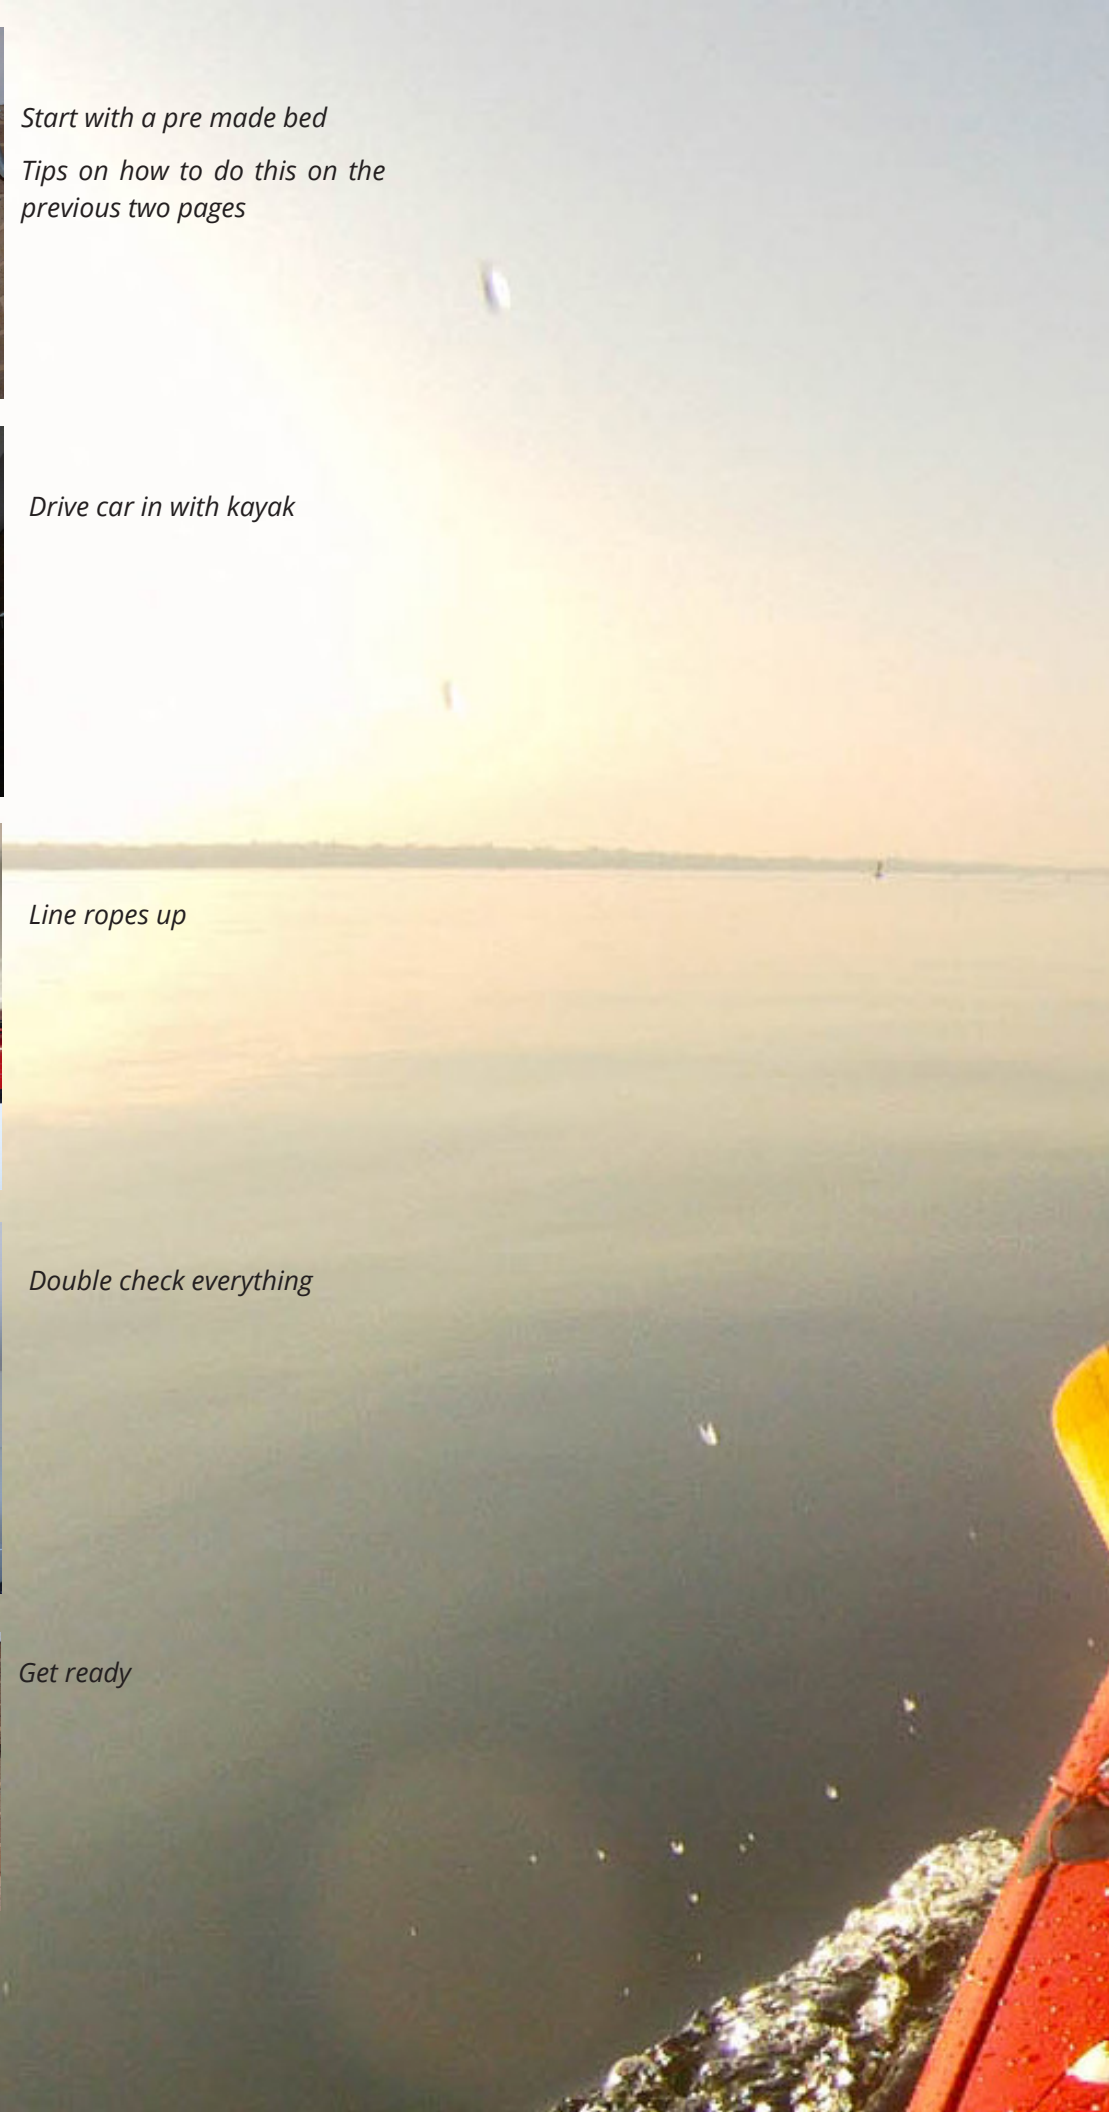 Start with a pre made bed
Tips on how to do this on the
previous two pages
Drive car in with kayak
Line ropes up
Double check everything
Get ready